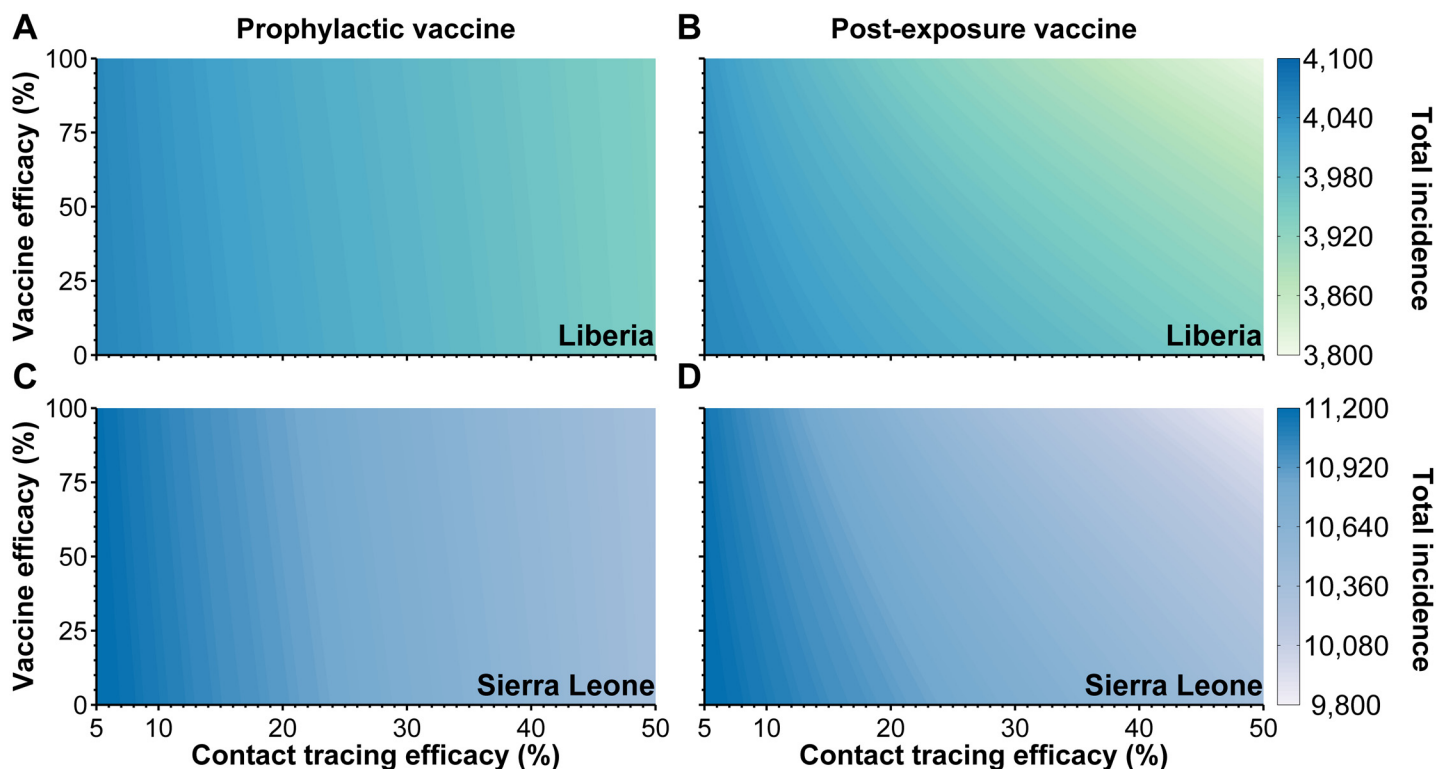 A
Prophylactic vaccine
B
Post-exposure vaccine
Vaccine efficacy (%)
100
75
50
25
0
Liberia
Liberia
4,100
4,040
3,980
3,920
3,860
3,800
Total incidence
C
D
Vaccine efficacy (%)
100
75
50
25
0
Sierra Leone
Sierra Leone
11,200
10,920
10,640
10,360
10,080
9,800
Total incidence
5 10 20 30 40 50
5 10 20 30 40 50
Contact tracing efficacy (%)
Contact tracing efficacy (%)